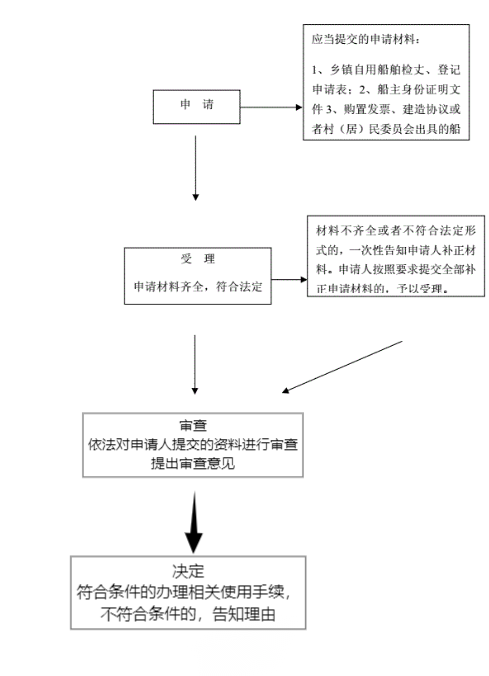 应当提交的申请材料：
1、乡镇自用船舶检丈、登记
申请表；2、船主身份证明文
件 3、购置发票、建造协议或
者村（居）民委员会出具的船
申 请
材料不齐全或者不符合法定形
式的，一次性告知申请人补正材
料。申请人按照要求提交全部补
正申请材料的，予以受理。
受 理
申请材料齐全，符合法定
审查
依法对申请人提交的资料进行审查
提出审查意见
决定
符合条件的办理相关使用手续，
不符合条件的，告知理由